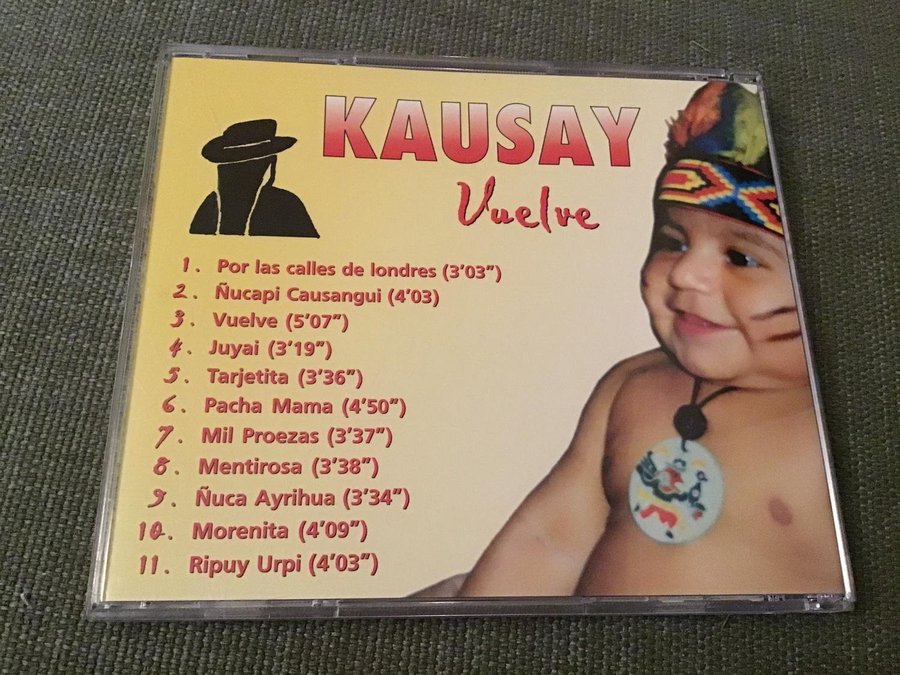 KAUSAY
Vuelve
1. Por las calles de londres (3'03")
2. Ñucapi Causangui (4'03)
3. Vuelve (5'07")
4. Juyai (3'19")
5. Tarjetita (3'36")
6. Pacha Mama (4'50")
7. Mil Proezas (3'37")
8. Mentirosa (3'38")
9. Ñuca Ayrihua (3'34")
10. Morenita (4'09")
11. Ripuy Urpi (4'03")